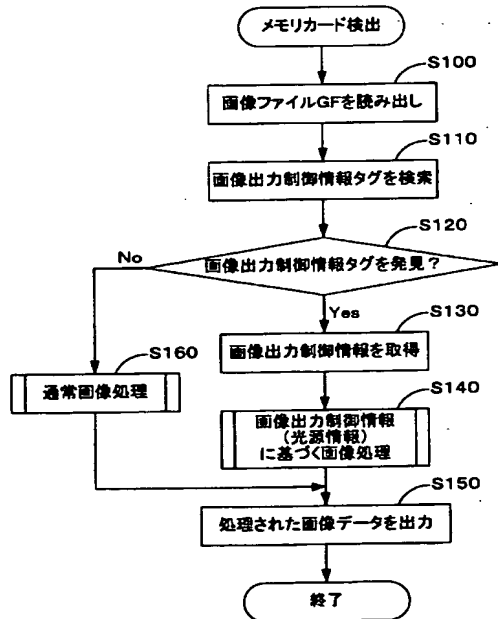 メモリカード検出
S100
画像ファイルGFを読み出し
S110
画像出力制御情報タグを検索
S120
画像出力制御情報タグを発見？
No
Yes
S130
画像出力制御情報を取得
S160
通常画像処理
S140
画像出力制御情報
(光源情報)
に基づく画像処理
S150
処理された画像データを出力
終了